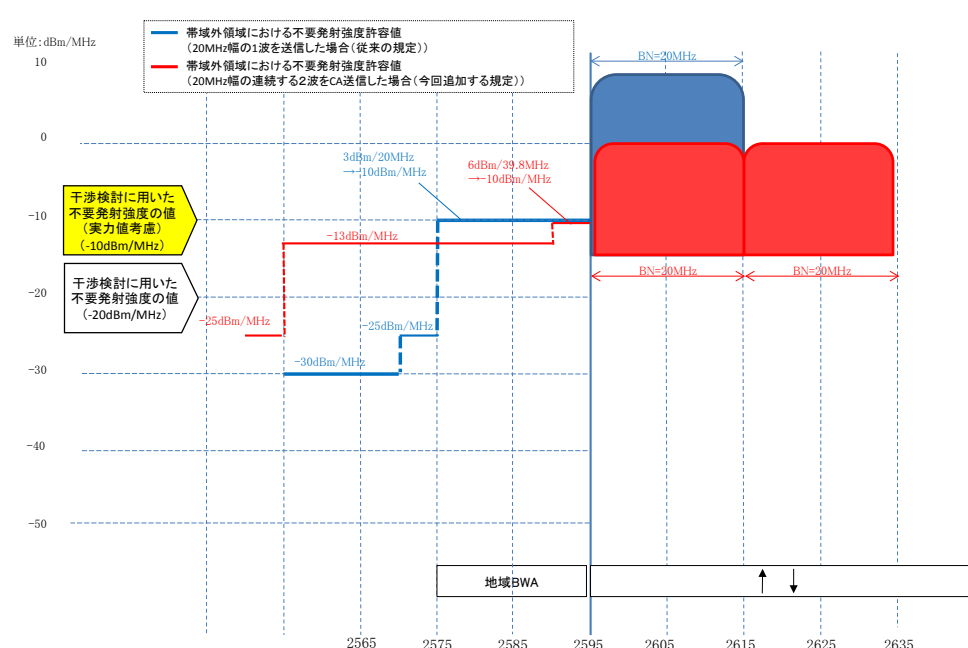 単位:dBm/MHz
帯域外領域における不要発射強度許容値
(20MHz幅の1波を送信した場合(従来の規定))
帯域外領域における不要発射強度許容値
(20MHz幅の連続する2波をCA送信した場合(今回追加する規定))
10
0
-10
-20
-30
-40
-50
BN=20MHz
3dBm/20MHz
→-10dBm/MHz
6dBm/39.8MHz
→-10dBm/MHz
干渉検討に用いた
不要発射強度の値
(実力値考慮)
(-10dBm/MHz)
-13dBm/MHz
干渉検討に用いた
不要発射強度の値
(-20dBm/MHz)
BN=20MHz
BN=20MHz
-25dBm/MHz
-25dBm/MHz
-30dBm/MHz
地域BWA
2565
2575
2585
2595
2605
2615
2625
2635